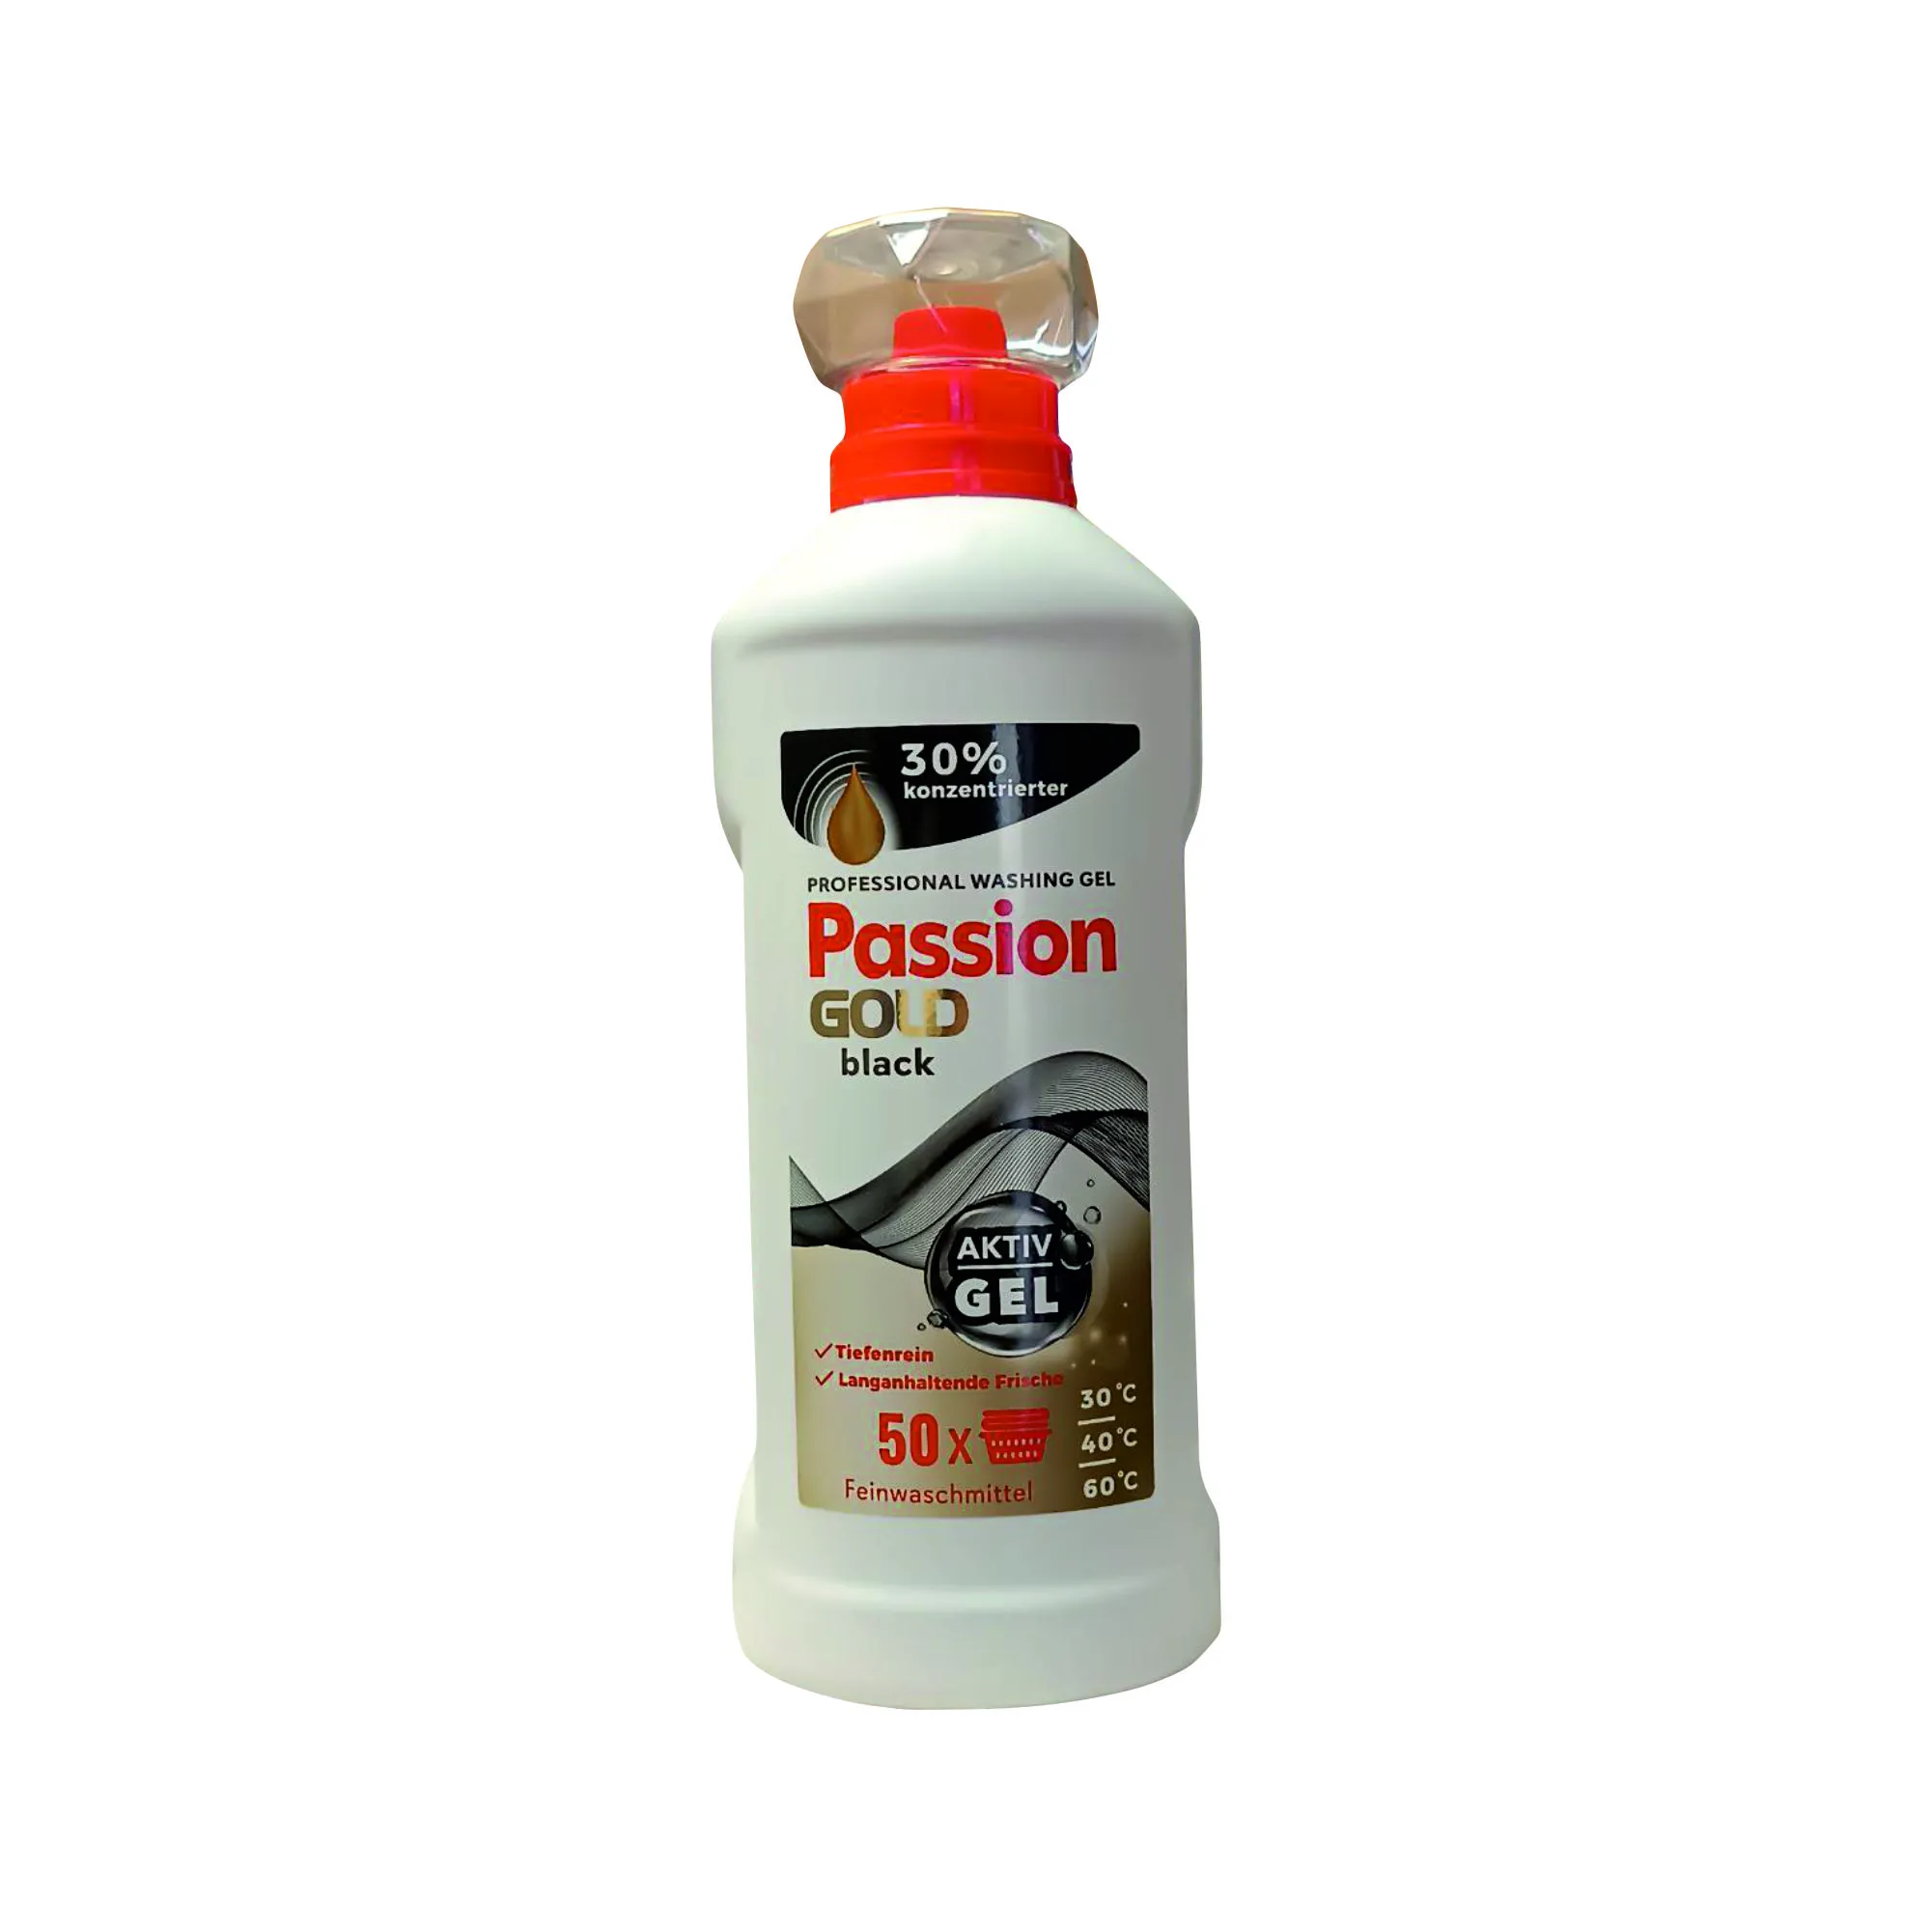 30%
konzentrierter
PROFESSIONAL WASHING GEL
Passion
GOLD
black
AKTIV
GEL
Tiefenrein
Langanhaltende Frische
50x
Feinwaschmittel
30°C
40°C
60°C